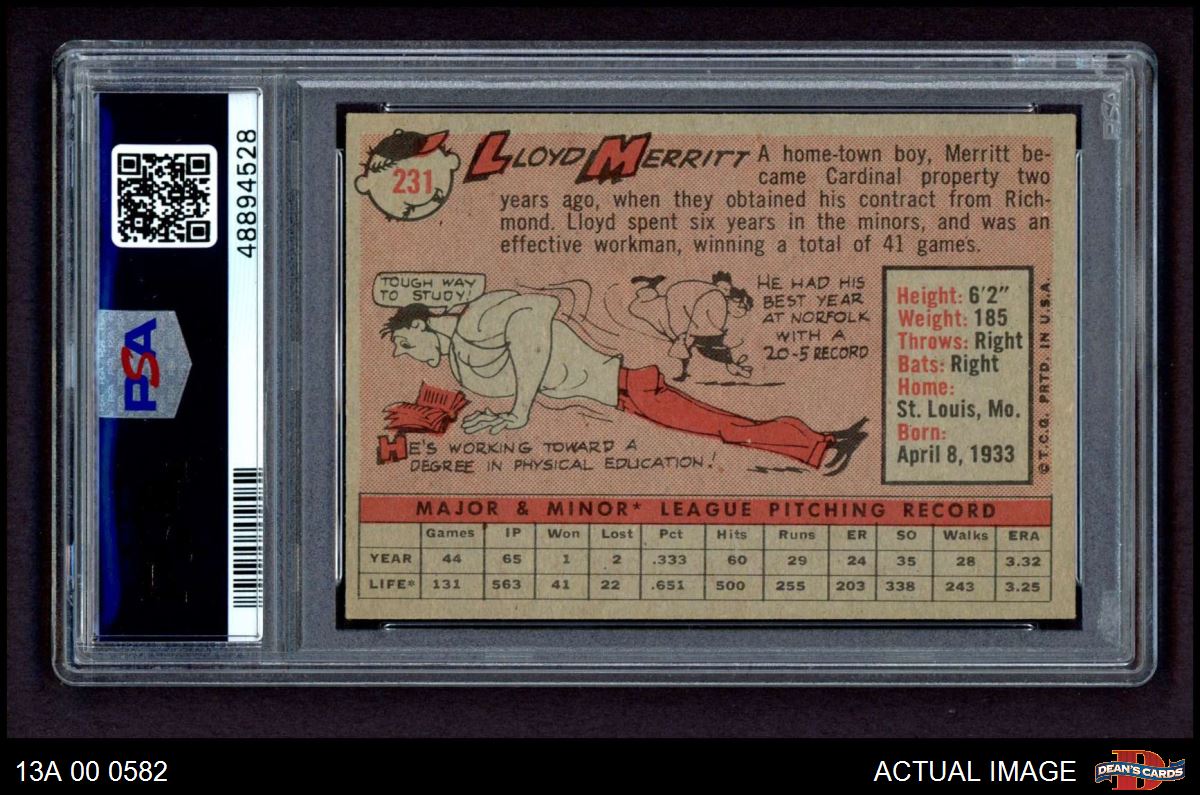 48894528
PSA
231
LLOYD MERRITT
A home-town boy, Merritt be-
came Cardinal property two
years ago, when they obtained his contract from Rich-
mond. Lloyd spent six years in the minors, and was an
effective workman, winning a total of 41 games.
TOUGH WAY
TO STUDY!
HE HAD HIS
BEST YEAR
AT NORFOLK
WITH A
20-5 RECORD
HE'S WORKING TOWARD A
DEGREE IN PHYSICAL EDUCATION!
Height: 6'2"
Weight: 185
Throws: Right
Bats: Right
Home:
St. Louis, Mo.
Born:
April 8, 1933
©T.C.G. PRTD. IN U.S.A.
MAJOR & MINOR* LEAGUE PITCHING RECORD
Games IP Won Lost Pct Hits Runs ER SO Walks ERA
YEAR 44 65 1 2 .333 60 29 24 35 28 3.32
LIFE* 131 563 41 22 .651 500 255 203 338 243 3.25
PSA
13A 00 0582
ACTUAL IMAGE
D
DEAN'S CARDS